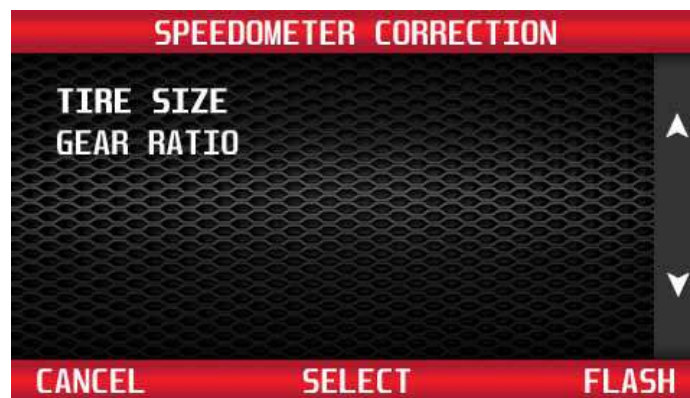 SPEEDOMETER CORRECTION
TIRE SIZE
GEAR RATIO
CANCEL SELECT FLASH